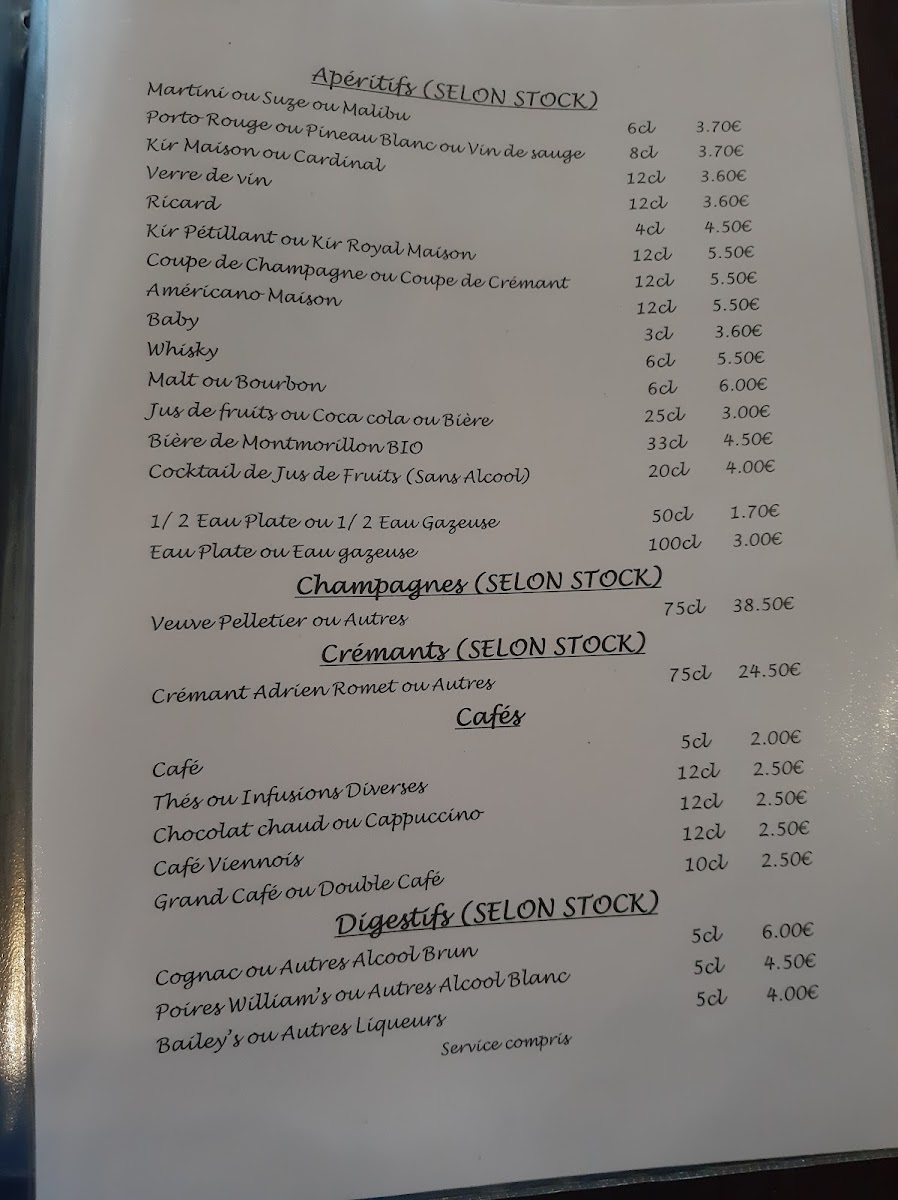 Apéritifs (SELON STOCK)
Martini ou Suze ou Malibu 6cl 3.70€
Porto Rouge ou Pineau Blanc ou Vin de sauge 8cl 3.70€
Kir Maison ou Cardinal 12cl 3.60€
Verre de vin 12cl 3.60€
Ricard 4cl 4.50€
Kir Pétillant ou Kir Royal Maison 12cl 5.50€
Coupe de Champagne ou Coupe de Crémant 12cl 5.50€
Américano Maison 12cl 5.50€
Baby 3cl 3.60€
Whisky 6cl 5.50€
Malt ou Bourbon 6cl 6.00€
Jus de fruits ou Coca cola ou Bière 25cl 3.00€
Bière de Montmorillon BIO 33cl 4.50€
Cocktail de Jus de Fruits (Sans Alcool) 20cl 4.00€
1/ 2 Eau Plate ou 1/ 2 Eau Gazeuse 50cl 1.70€
Eau Plate ou Eau gazeuse 100cl 3.00€
Champagnes (SELON STOCK)
Veuve Pelletier ou Autres 75cl 38.50€
Crémants (SELON STOCK)
Crémant Adrien Romet ou Autres 75cl 24.50€
Cafés
Café 5cl 2.00€
Thés ou Infusions Diverses 12cl 2.50€
Chocolat chaud ou Cappuccino 12cl 2.50€
Café Viennois 12cl 2.50€
Grand Café ou Double Café 10cl 2.50€
Digestifs (SELON STOCK)
Cognac ou Autres Alcool Brun 5cl 6.00€
Poires William's ou Autres Alcool Blanc 5cl 4.50€
Bailey's ou Autres Liqueurs 5cl 4.00€
Service compris